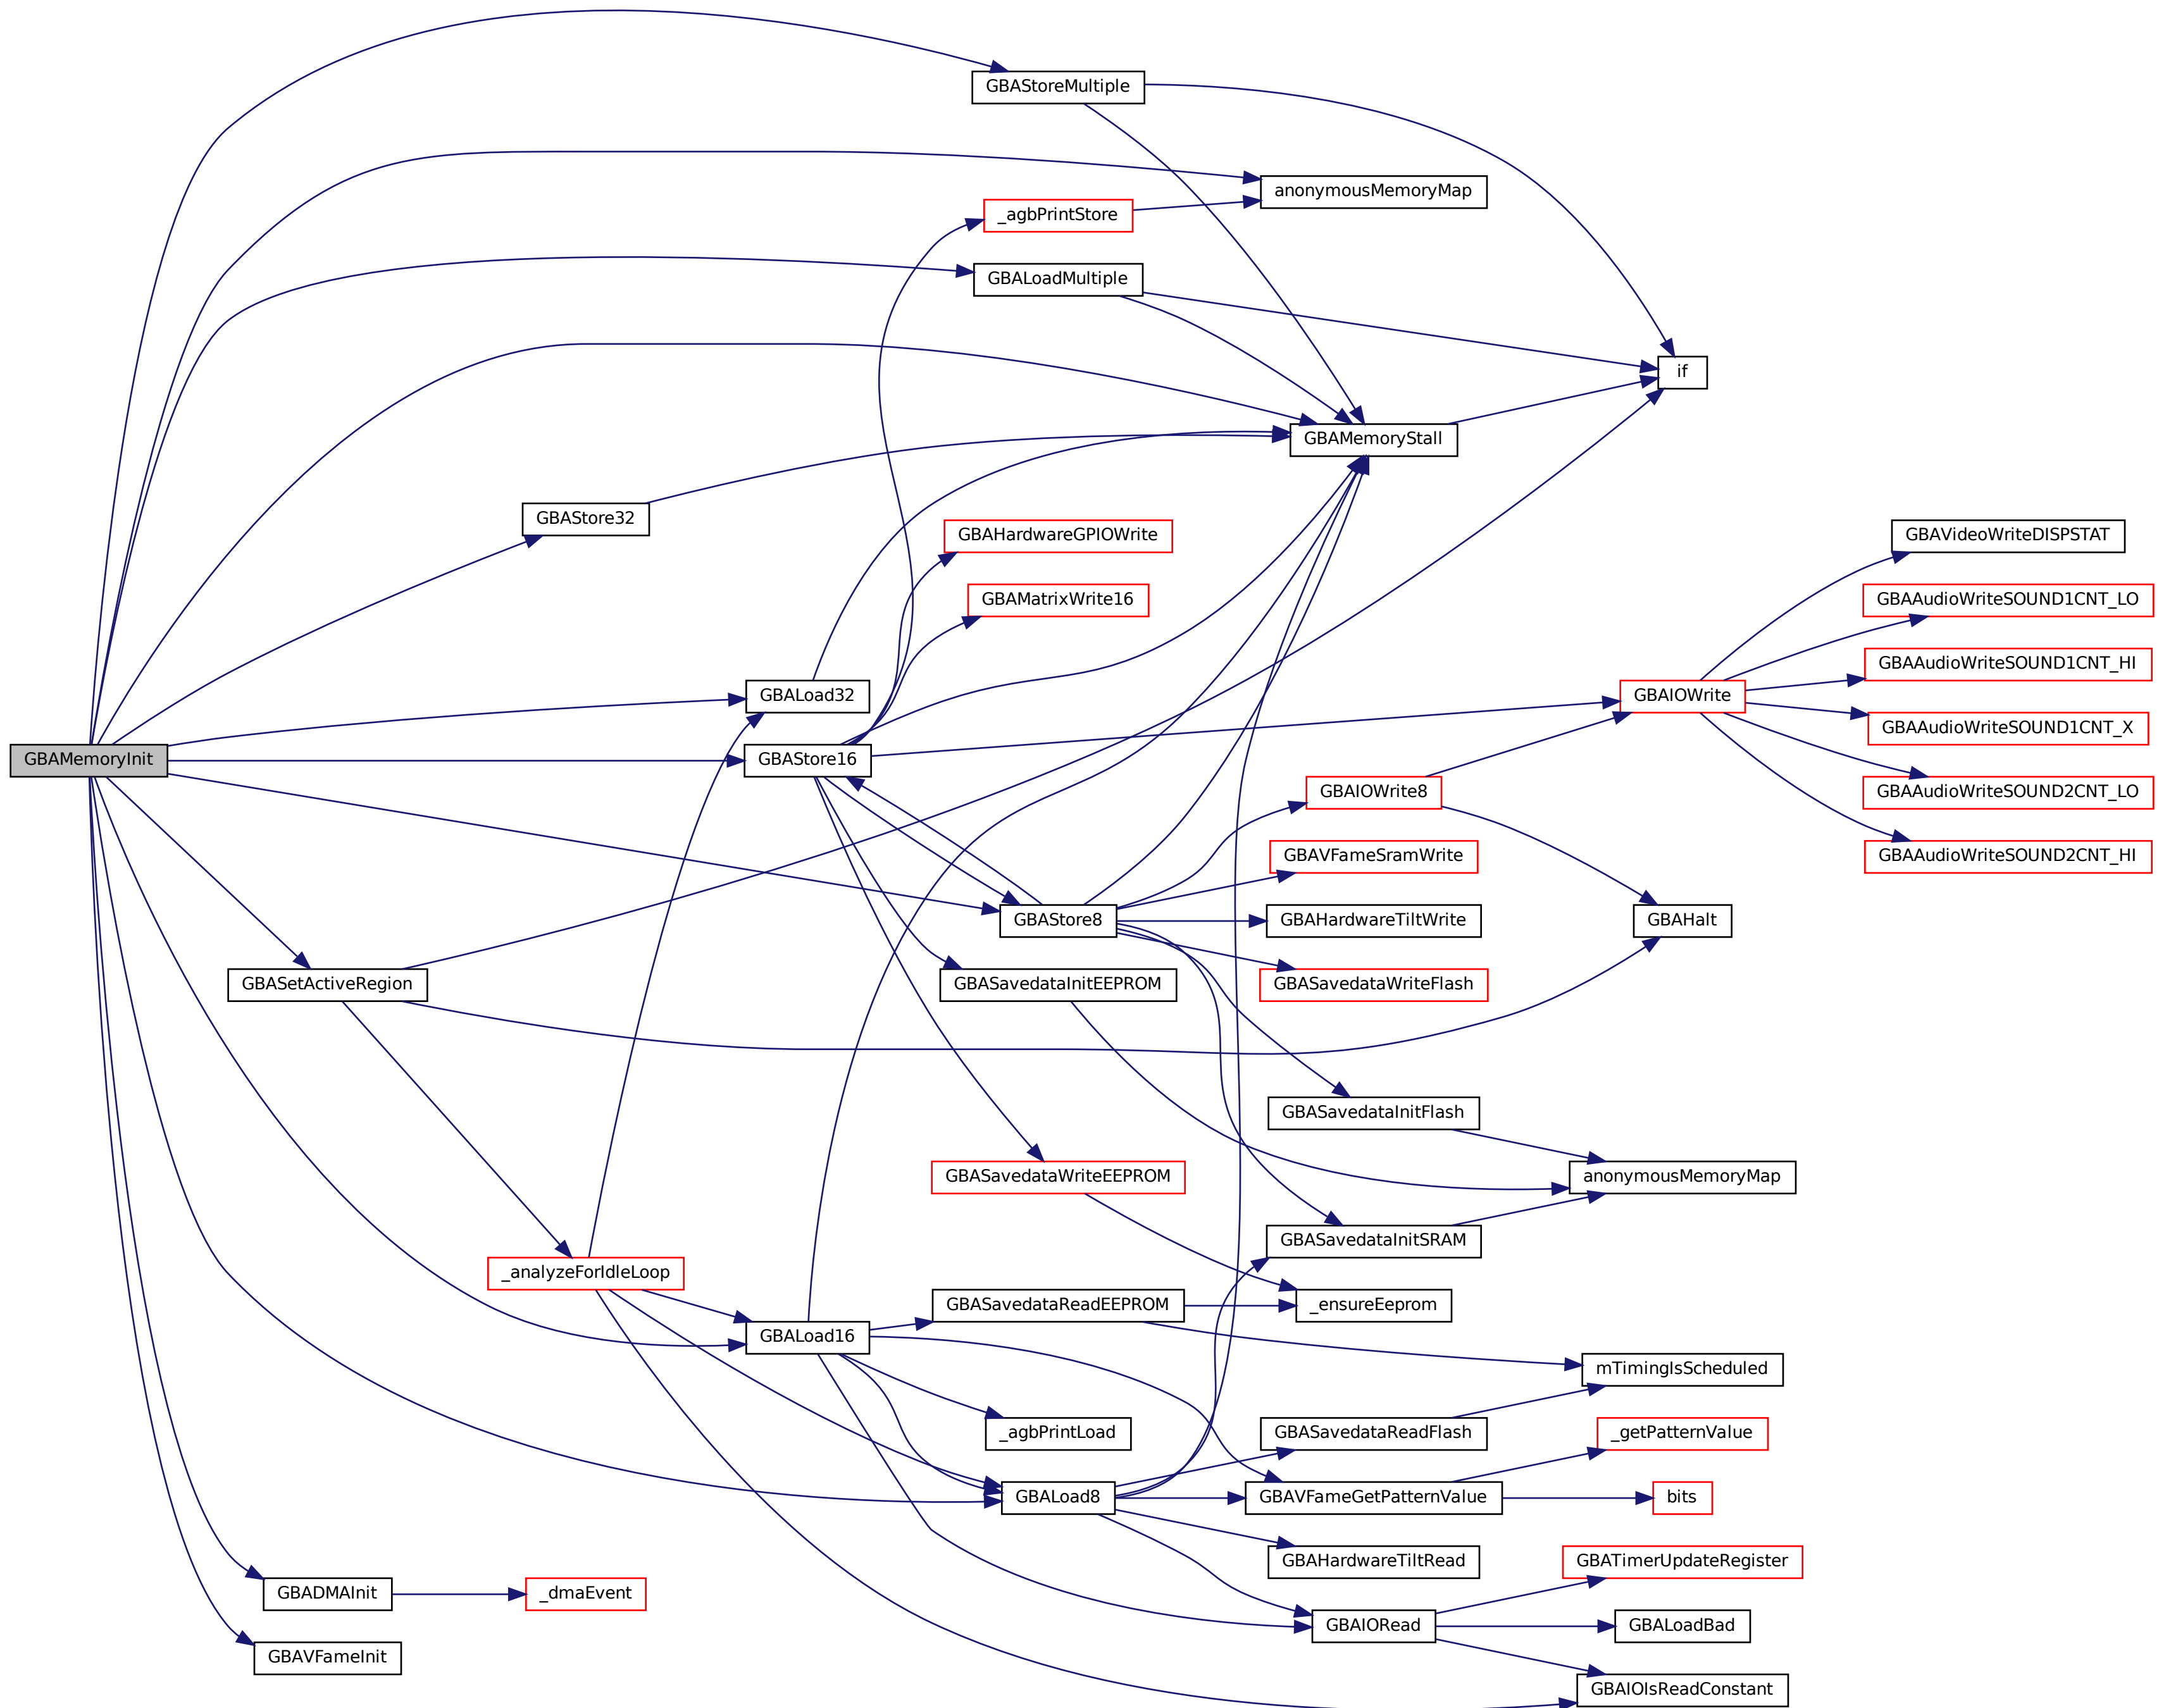 GBAStoreMultiple
anonymousMemoryMap
_agbPrintStore
GBALoadMultiple
if
GBAMemoryStall
GBAStore32
GBAHardwareGPIOWrite
GBAVideoWriteDISPSTAT
GBAMatrixWrite16
GBAAudioWriteSOUND1CNT_LO
GBAAudioWriteSOUND1CNT_HI
GBALoad32
GBAIOWrite
GBAAudioWriteSOUND1CNT_X
GBAMemoryInit
GBAStore16
GBAIOWrite8
GBAAudioWriteSOUND2CNT_LO
GBAVFameSramWrite
GBAAudioWriteSOUND2CNT_HI
GBAStore8
GBAHardwareTiltWrite
GBAHalt
GBASetActiveRegion
GBASavedataInitEEPROM
GBASavedataWriteFlash
GBASavedataInitFlash
GBASavedataWriteEEPROM
anonymousMemoryMap
GBASavedataInitSRAM
_analyzeForIdleLoop
GBASavedataReadEEPROM
_ensureEeprom
GBALoad16
mTimingIsScheduled
_agbPrintLoad
GBASavedataReadFlash
_getPatternValue
GBALoad8
GBAVFameGetPatternValue
bits
GBAHardwareTiltRead
GBATimerUpdateRegister
GBADMAInit
_dmaEvent
GBAIORead
GBALoadBad
GBAVFameInit
GBAIOIsReadConstant